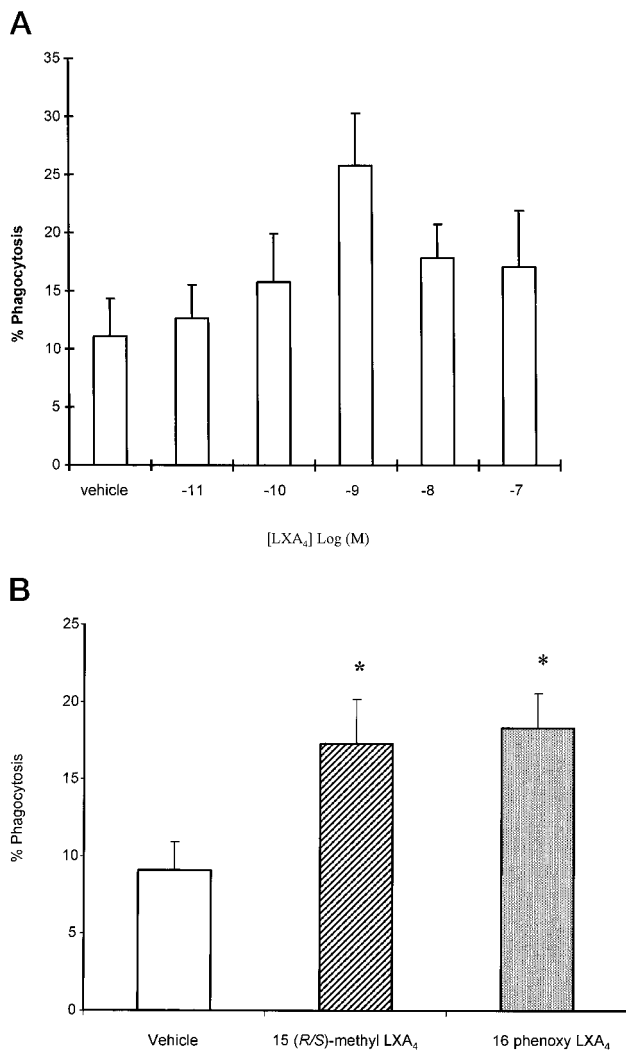 A
35
30
25
20
15
10
5
0
% Phagocytosis
vehicle -11 -10 -9 -8 -7
[LXA₄] Log (M)
B
25
20
15
10
5
0
% Phagocytosis
* *
Vehicle 15 (R/S)-methyl LXA₄ 16 phenoxy LXA₄